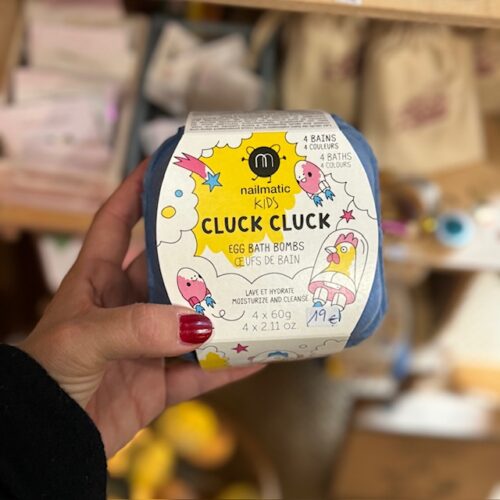 4 BAINS
4 COULEURS
4 BATHS
4 COLOURS
m
nailmatic
KIDS
CLUCK CLUCK
EGG BATH BOMBS
ŒUFS DE BAIN
LAVE ET HYDRATE
MOISTURIZE AND CLEANSE
4 x 60g
4 x 2.11 oz
19€